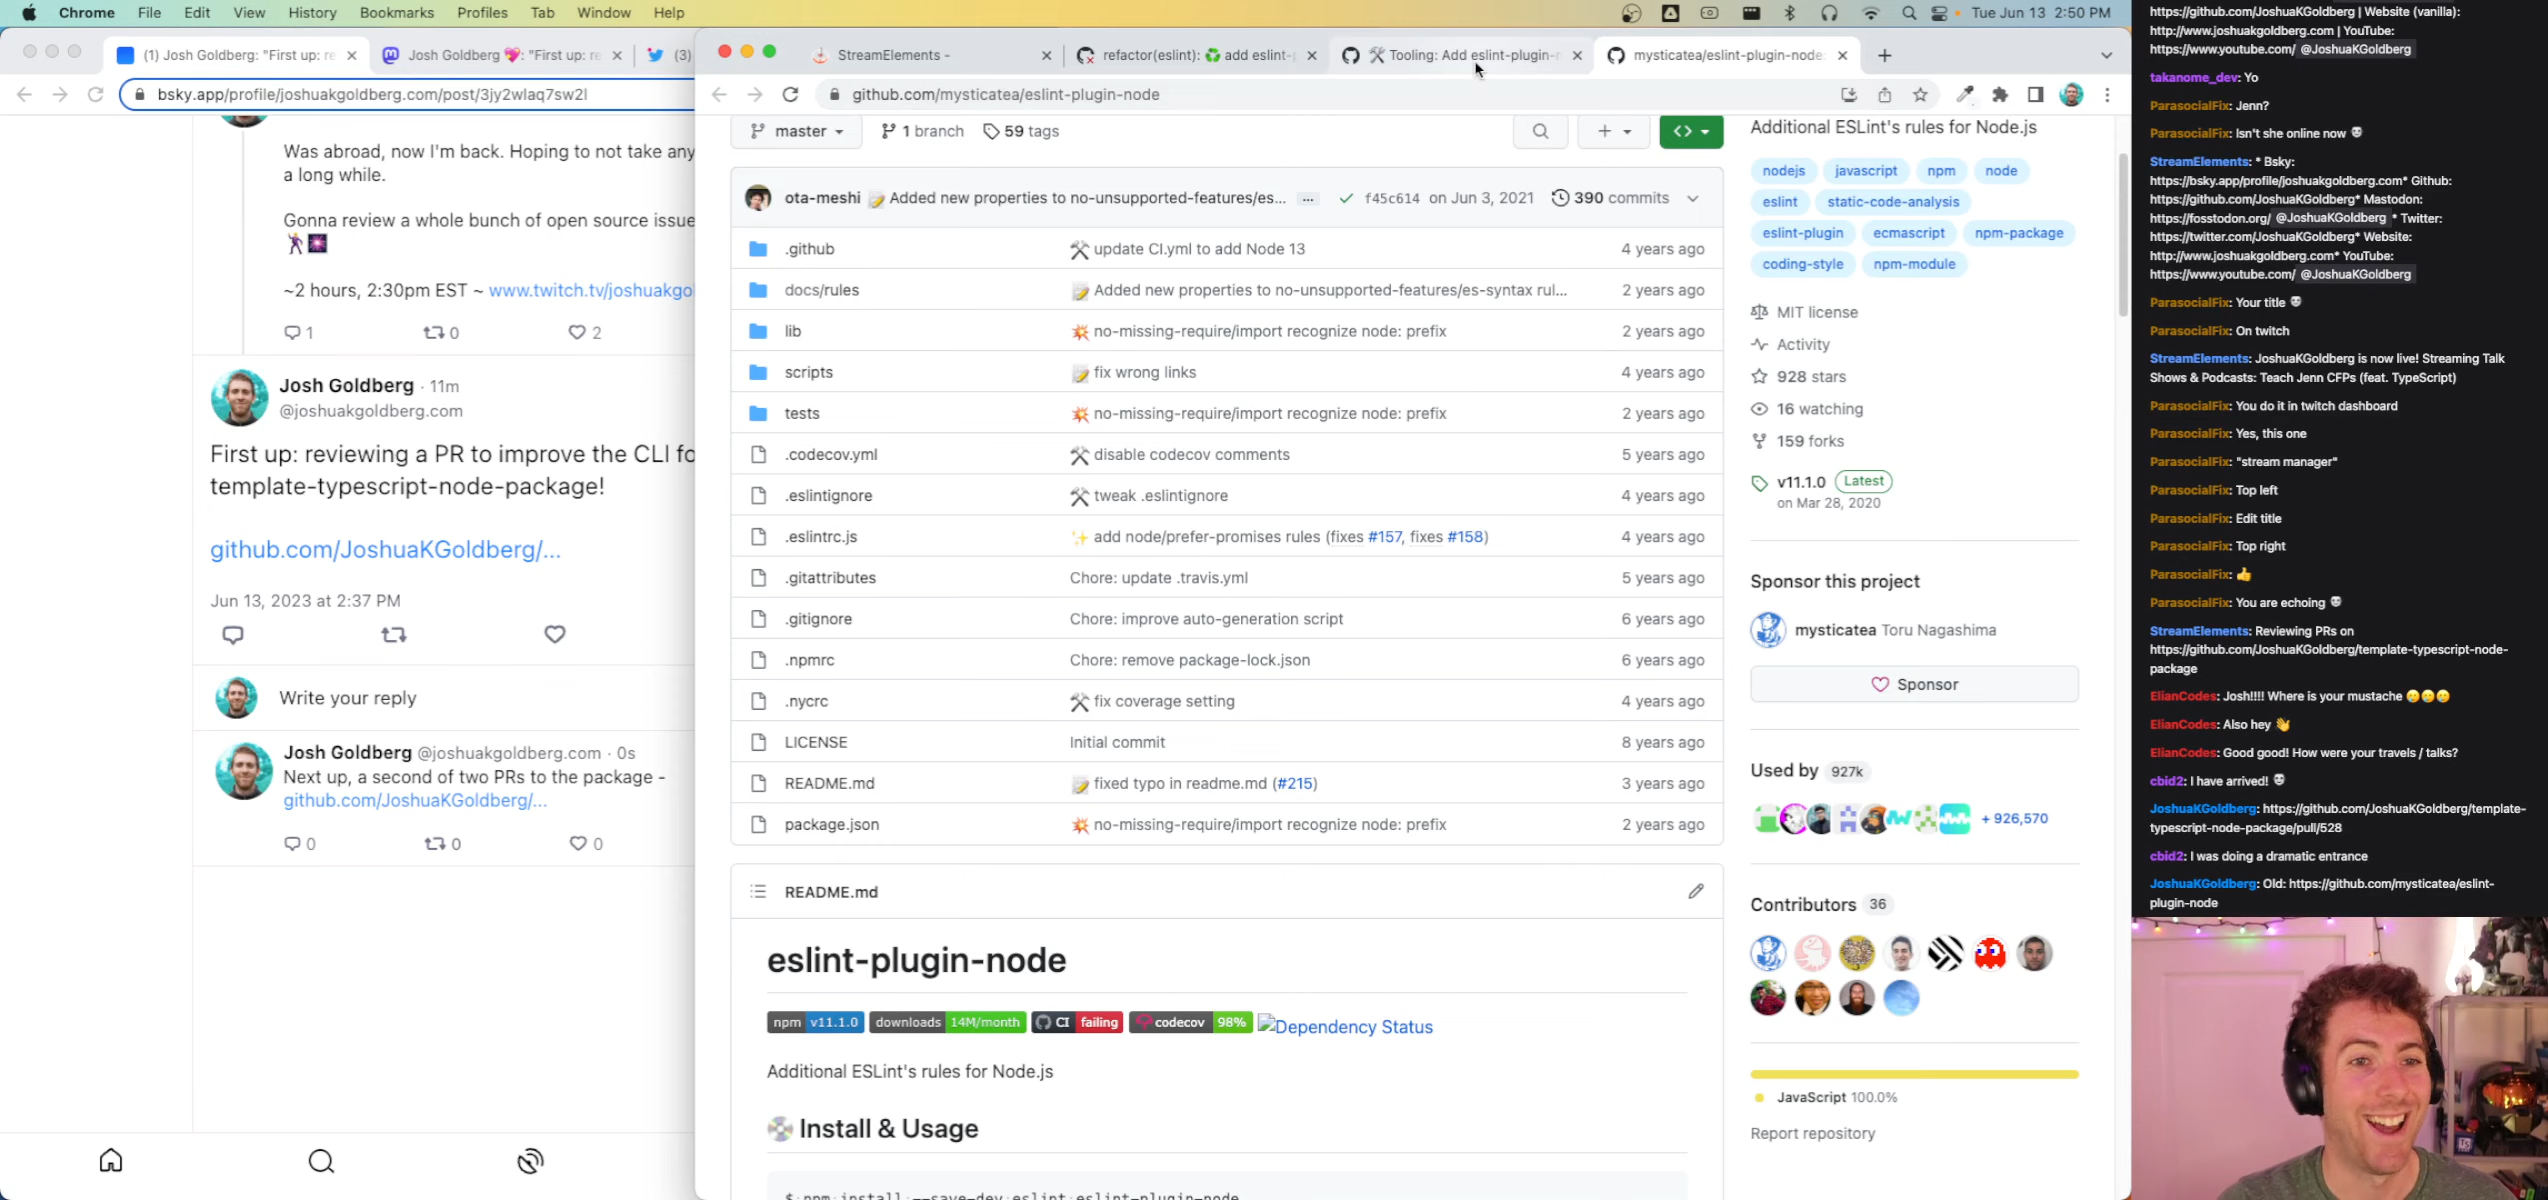 Chrome File Edit View History Bookmarks Profiles Tab Window Help
Tue Jun 13 2:50 PM
(1) Josh Goldberg: "First up: re
Josh Goldberg 💖: "First up: re
(3)
bsky.app/profile/joshuakgoldberg.com/post/3jy2wlaq7sw2l
Was abroad, now I'm back. Hoping to not take any
a long while.
Gonna review a whole bunch of open source issue
~2 hours, 2:30pm EST ~ www.twitch.tv/joshuakgo
1 0 2
Josh Goldberg · 11m
@joshuakgoldberg.com
First up: reviewing a PR to improve the CLI fo
template-typescript-node-package!
github.com/JoshuaKGoldberg/...
Jun 13, 2023 at 2:37 PM
Write your reply
Josh Goldberg @joshuakgoldberg.com · 0s
Next up, a second of two PRs to the package -
github.com/JoshuaKGoldberg/...
0 0 0
StreamElements -
refactor(eslint): ♻️ add eslint-p
🛠 Tooling: Add eslint-plugin-n
mysticatea/eslint-plugin-node:
github.com/mysticatea/eslint-plugin-node
master 1 branch 59 tags
ota-meshi 📝 Added new properties to no-unsupported-features/es... ... f45c614 on Jun 3, 2021 390 commits
.github ⚒ update CI.yml to add Node 13 4 years ago
docs/rules 📝 Added new properties to no-unsupported-features/es-syntax rul... 2 years ago
lib 💥 no-missing-require/import recognize node: prefix 2 years ago
scripts 📝 fix wrong links 4 years ago
tests 💥 no-missing-require/import recognize node: prefix 2 years ago
.codecov.yml ⚒ disable codecov comments 5 years ago
.eslintignore ⚒ tweak .eslintignore 4 years ago
.eslintrc.js ✨ add node/prefer-promises rules (fixes #157, fixes #158) 4 years ago
.gitattributes Chore: update .travis.yml 5 years ago
.gitignore Chore: improve auto-generation script 6 years ago
.npmrc Chore: remove package-lock.json 6 years ago
.nycrc ⚒ fix coverage setting 4 years ago
LICENSE Initial commit 8 years ago
README.md 📝 fixed typo in readme.md (#215) 3 years ago
package.json 💥 no-missing-require/import recognize node: prefix 2 years ago
README.md
eslint-plugin-node
npm v11.1.0 downloads 14M/month CI failing codecov 98% Dependency Status
Additional ESLint's rules for Node.js
💿 Install & Usage
$ npm install --save-dev eslint eslint-plugin-node
Additional ESLint's rules for Node.js
nodejs javascript npm node
eslint static-code-analysis
eslint-plugin ecmascript npm-package
coding-style npm-module
MIT license
Activity
928 stars
16 watching
159 forks
v11.1.0 Latest
on Mar 28, 2020
Sponsor this project
mysticatea Toru Nagashima
Sponsor
Used by 927k
+ 926,570
Contributors 36
JavaScript 100.0%
Report repository
https://github.com/JoshuaKGoldberg | Website (vanilla):
http://www.joshuakgoldberg.com | YouTube:
https://www.youtube.com/ @JoshuaKGoldberg
takanome_dev: Yo
ParasocialFix: Jenn?
ParasocialFix: Isn't she online now 💀
StreamElements: * Bsky:
https://bsky.app/profile/joshuakgoldberg.com* Github:
https://github.com/JoshuaKGoldberg* Mastodon:
https://fosstodon.org/ @JoshuaKGoldberg * Twitter:
https://twitter.com/JoshuaKGoldberg* Website:
http://www.joshuakgoldberg.com* YouTube:
https://www.youtube.com/ @JoshuaKGoldberg
ParasocialFix: Your title 💀
ParasocialFix: On twitch
StreamElements: JoshuaKGoldberg is now live! Streaming Talk
Shows & Podcasts: Teach Jenn CFPs (feat. TypeScript)
ParasocialFix: You do it in twitch dashboard
ParasocialFix: Yes, this one
ParasocialFix: "stream manager"
ParasocialFix: Top left
ParasocialFix: Edit title
ParasocialFix: Top right
ParasocialFix: 👍
ParasocialFix: You are echoing 💀
StreamElements: Reviewing PRs on
https://github.com/JoshuaKGoldberg/template-typescript-node-
package
ElianCodes: Josh!!!! Where is your mustache 😄😄😄
ElianCodes: Also hey 👋
ElianCodes: Good good! How were your travels / talks?
cbid2: I have arrived! 💀
JoshuaKGoldberg: https://github.com/JoshuaKGoldberg/template-
typescript-node-package/pull/528
cbid2: I was doing a dramatic entrance
JoshuaKGoldberg: Old: https://github.com/mysticatea/eslint-
plugin-node